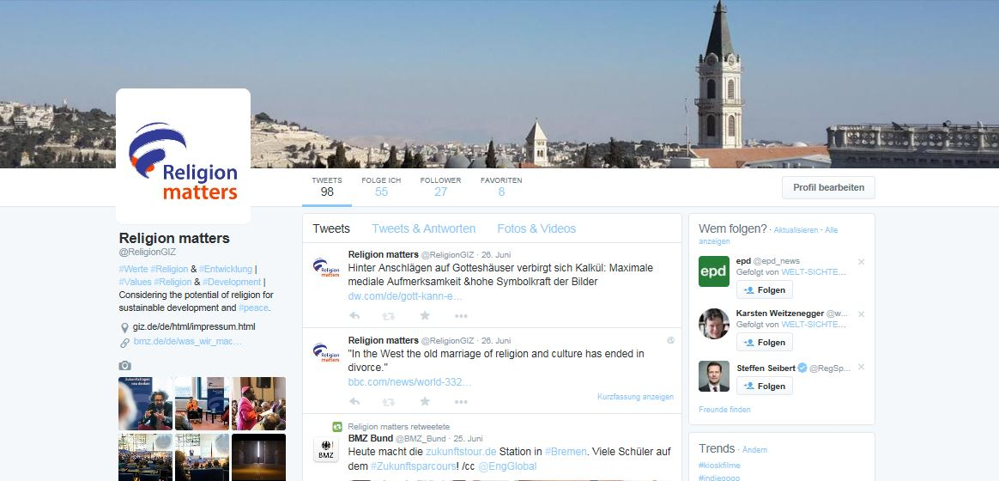 Religion
matters
TWEETS
98
FOLGE ICH
55
FOLLOWER
27
FAVORITEN
8
Profil bearbeiten
Religion matters
@ReligionGIZ
#Werte #Religion & #Entwicklung |
#Values #Religion & #Development |
Considering the potential of religion for
sustainable development and #peace.
giz.de/de/html/impressum.html
bmz.de/de/was_wir_mac...
Zukunftsfragen
neu denken
Tweets
Tweets & Antworten
Fotos & Videos
Religion matters @ReligionGIZ · 26. Juni
Hinter Anschlägen auf Gotteshäuser verbirgt sich Kalkül: Maximale
mediale Aufmerksamkeit &hohe Symbolkraft der Bilder
dw.com/de/gott-kann-e...
Religion
matters
Religion matters @ReligionGIZ · 26. Juni
"In the West the old marriage of religion and culture has ended in
divorce."
bbc.com/news/world-332...
Kurzfassung anzeigen
Religion
matters
Religion matters retweetete
BMZ Bund @BMZ_Bund · 25. Juni
Heute macht die zukunftstour.de Station in #Bremen. Viele Schüler auf
dem #Zukunftsparcours! /cc @EngGlobal
BMZ
Wem folgen? · Aktualisieren · Alle
anzeigen
epd
epd @epd_news
Gefolgt von WELT-SICHTE...
Folgen
Karsten Weitzenegger @w...
Gefolgt von WELT-SICHTE...
Folgen
Steffen Seibert @RegSp...
Folgen
Freunde finden
Trends · Ändern
#kioskfilme
#indiegogo